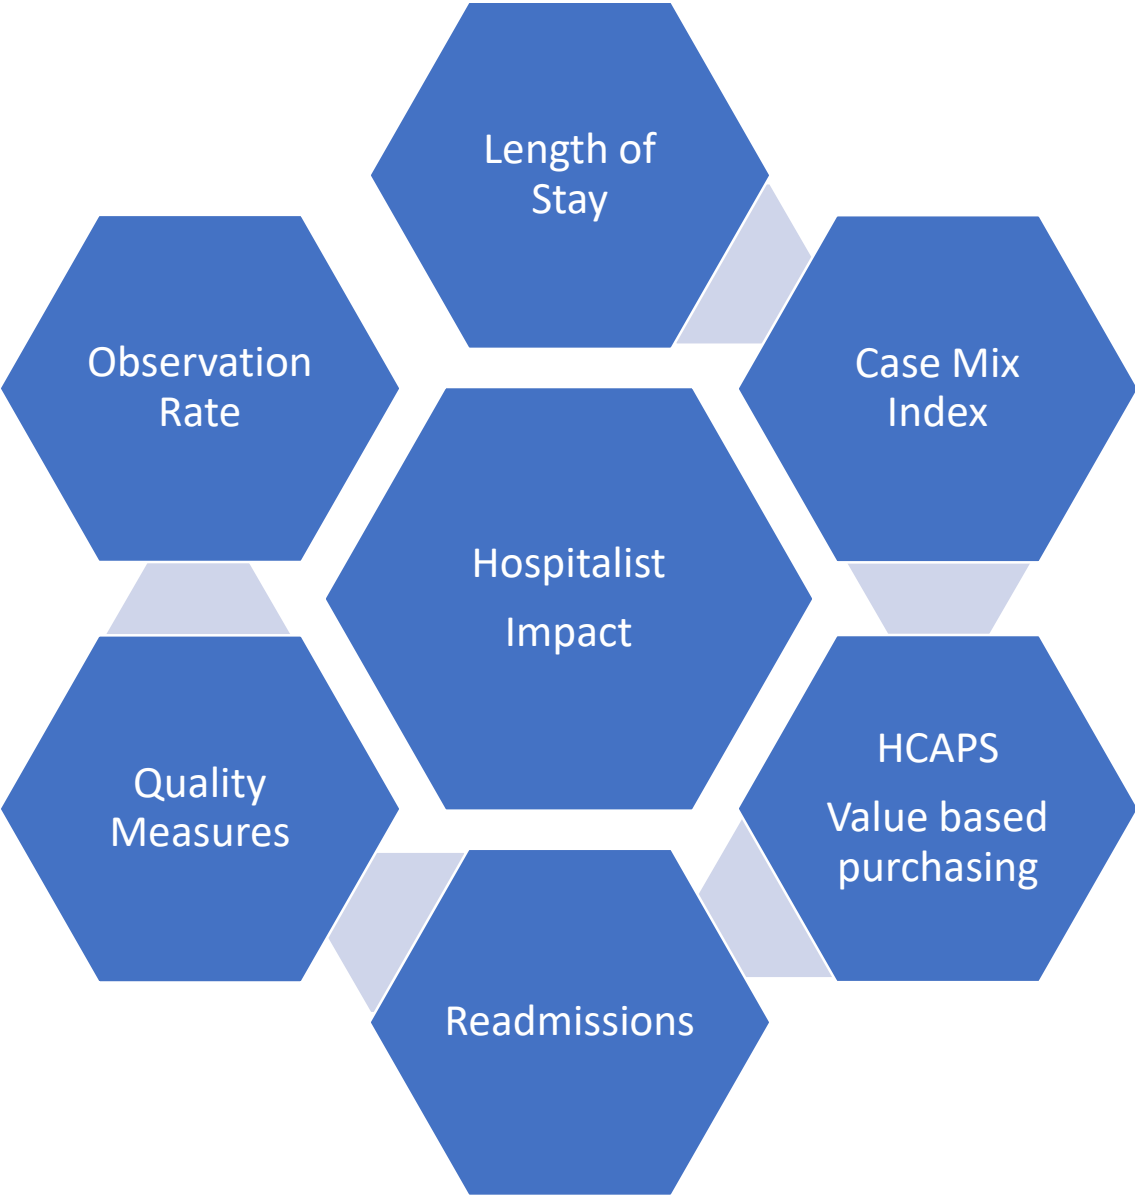 Length of
Stay
Observation
Rate
Case Mix
Index
Hospitalist
Impact
Quality
Measures
HCAPS
Value based
purchasing
Readmissions